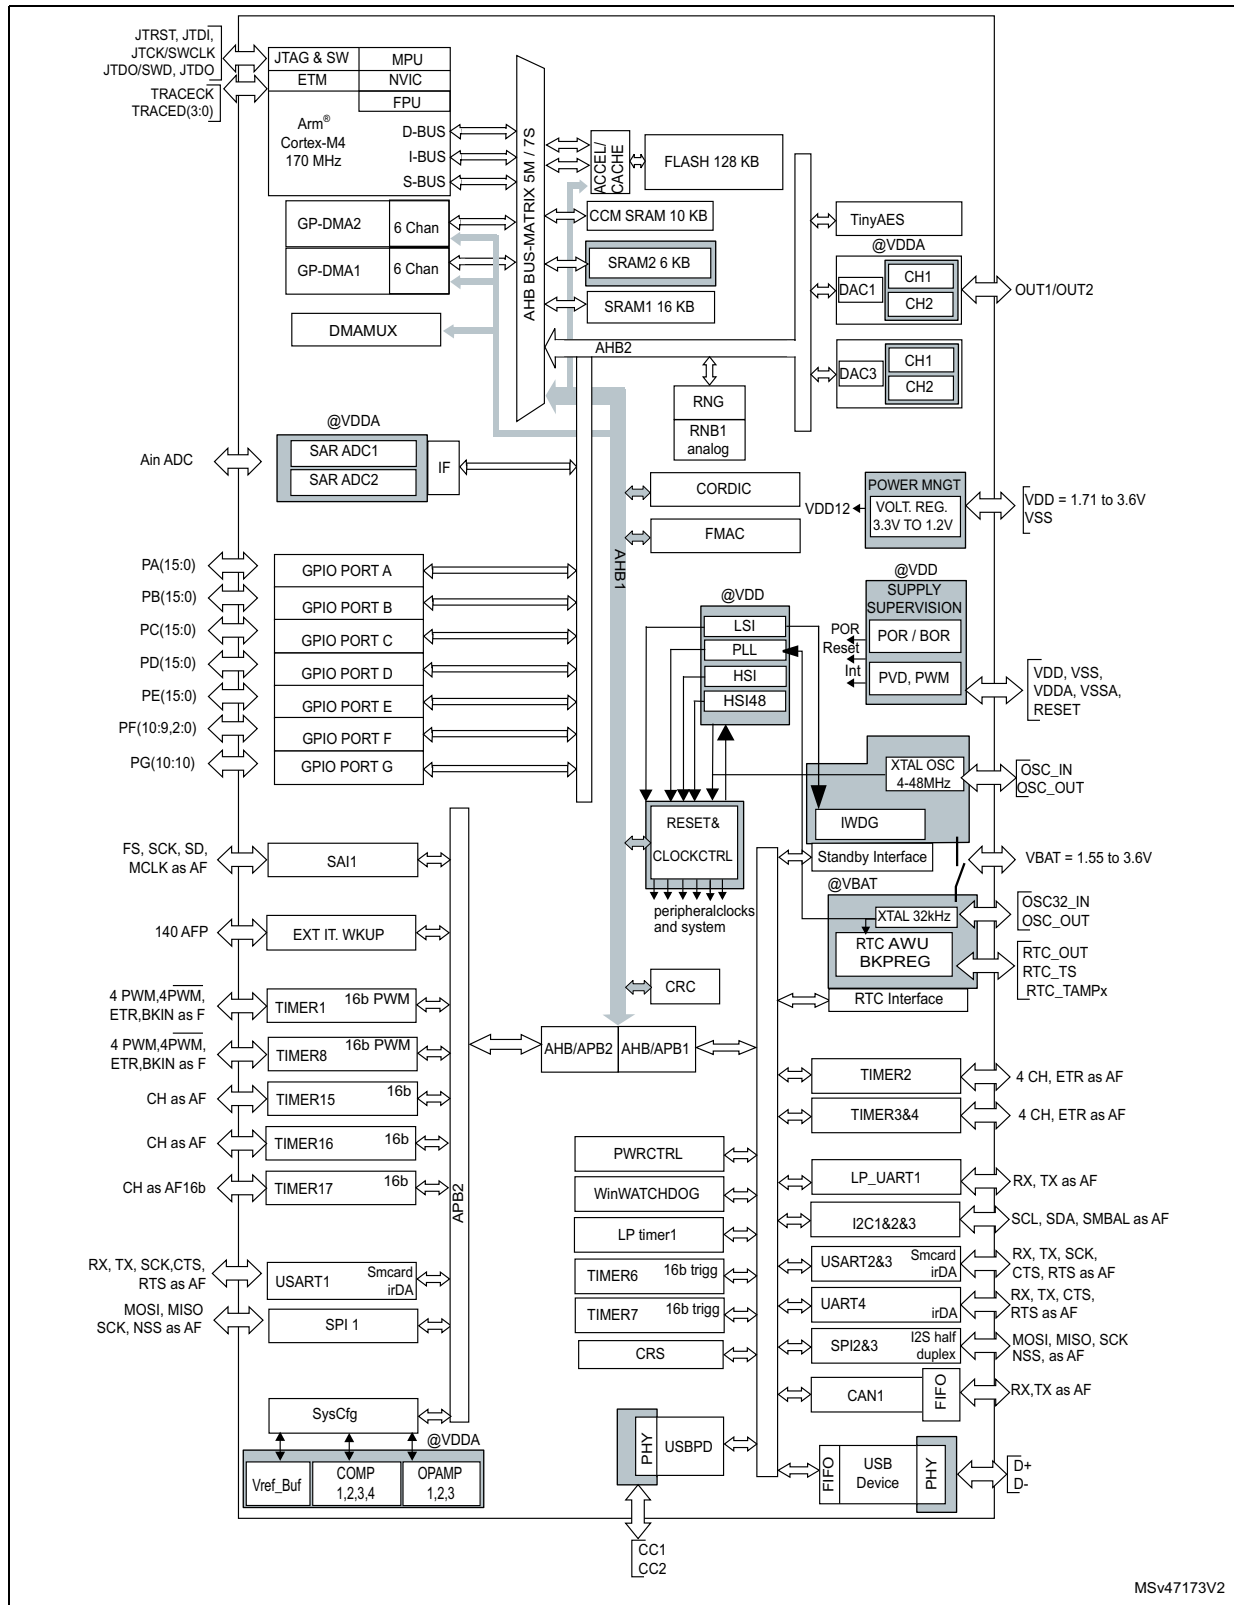 JTRST, JTDI,
JTCK/SWCLK
JTDO/SWD, JTDO
TRACECK
TRACED(3:0)
JTAG & SW
MPU
ETM
NVIC
FPU
Arm®
Cortex-M4
170 MHz
D-BUS
I-BUS
S-BUS
GP-DMA2
6 Chan
GP-DMA1
6 Chan
DMAMUX
AHB BUS-MATRIX 5M / 7S
ACCEL/
CACHE
FLASH 128 KB
CCM SRAM 10 KB
SRAM2 6 KB
SRAM1 16 KB
AHB2
RNG
RNB1
analog
TinyAES
@VDDA
DAC1
CH1
CH2
OUT1/OUT2
DAC3
CH1
CH2
@VDDA
Ain ADC
SAR ADC1
SAR ADC2
IF
CORDIC
FMAC
AHB1
POWER MNGT
VDD12
VOLT. REG.
3.3V TO 1.2V
VDD = 1.71 to 3.6V
VSS
PA(15:0)
GPIO PORT A
PB(15:0)
GPIO PORT B
PC(15:0)
GPIO PORT C
PD(15:0)
GPIO PORT D
PE(15:0)
GPIO PORT E
PF(10:9,2:0)
GPIO PORT F
PG(10:10)
GPIO PORT G
@VDD
LSI
PLL
HSI
HSI48
@VDD
SUPPLY
SUPERVISION
POR
Reset
Int
POR / BOR
PVD, PWM
VDD, VSS,
VDDA, VSSA,
RESET
XTAL OSC
4-48MHz
OSC_IN
OSC_OUT
IWDG
RESET&
CLOCKCTRL
peripheralclocks
and system
Standby Interface
VBAT = 1.55 to 3.6V
@VBAT
XTAL 32kHz
OSC32_IN
OSC_OUT
RTC AWU
BKPREG
RTC_OUT
RTC_TS
RTC_TAMPx
RTC Interface
CRC
FS, SCK, SD,
MCLK as AF
SAI1
140 AFP
EXT IT. WKUP
4 PWM,4PWM,
ETR,BKIN as F
TIMER1
16b PWM
4 PWM,4PWM,
ETR,BKIN as F
TIMER8
16b PWM
CH as AF
TIMER15
16b
CH as AF
TIMER16
16b
CH as AF16b
TIMER17
16b
APB2
AHB/APB2
AHB/APB1
RX, TX, SCK,CTS,
RTS as AF
USART1
Smcard
irDA
MOSI, MISO
SCK, NSS as AF
SPI 1
SysCfg
@VDDA
Vref_Buf
COMP
1,2,3,4
OPAMP
1,2,3
PWRCTRL
WinWATCHDOG
LP timer1
TIMER6
16b trigg
TIMER7
16b trigg
CRS
PHY
USBPD
CC1
CC2
TIMER2
4 CH, ETR as AF
TIMER3&4
4 CH, ETR as AF
LP_UART1
RX, TX as AF
I2C1&2&3
SCL, SDA, SMBAL as AF
USART2&3
Smcard
irDA
RX, TX, SCK,
CTS, RTS as AF
UART4
irDA
RX, TX, CTS,
RTS as AF
SPI2&3
I2S half
duplex
MOSI, MISO, SCK
NSS, as AF
CAN1
FIFO
RX,TX as AF
FIFO
USB
Device
PHY
D+
D-
MSv47173V2